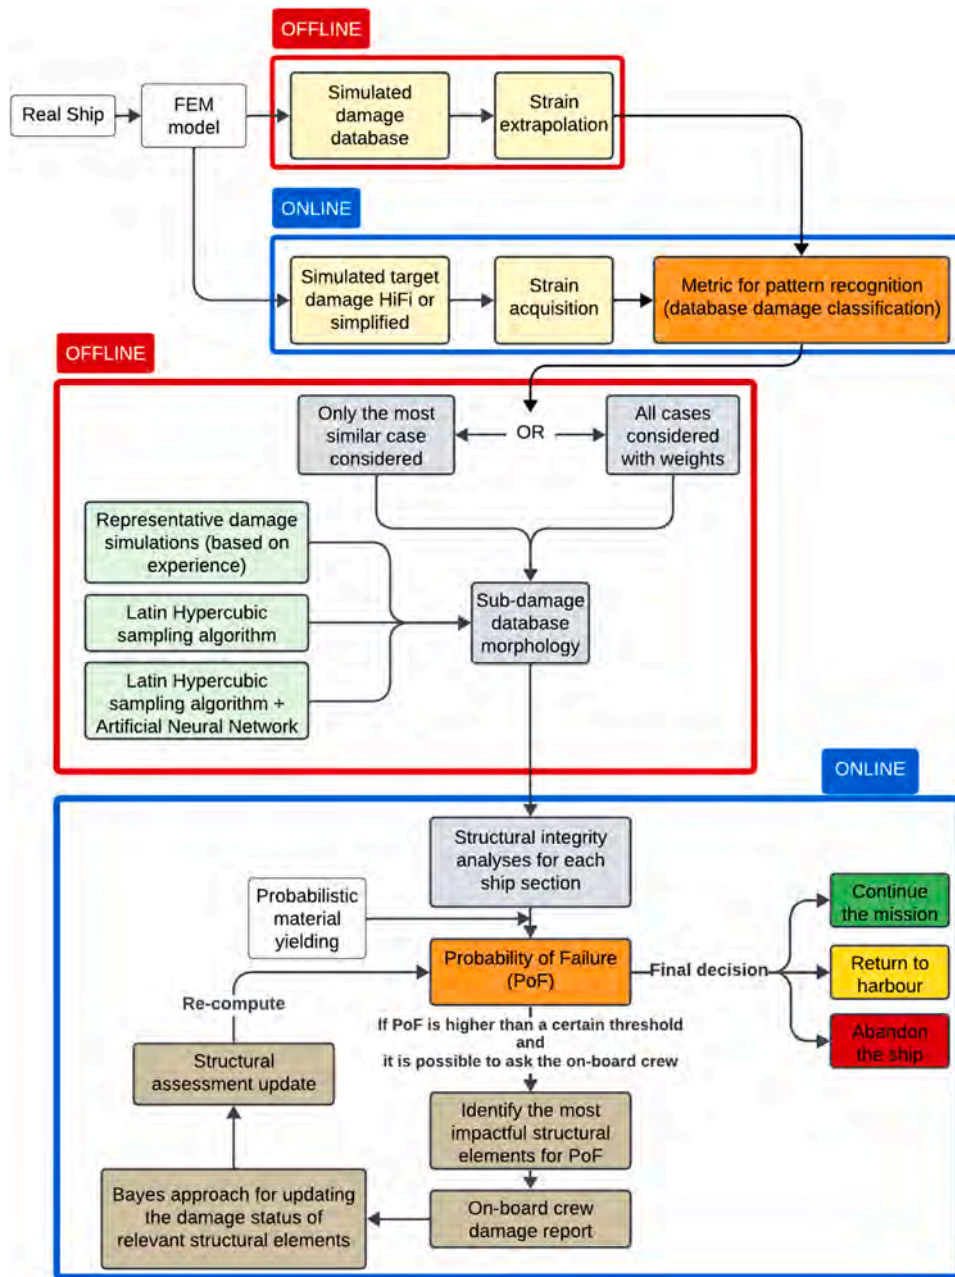 OFFLINE
Real Ship
FEM
model
Simulated
damage
database
Strain
extrapolation
ONLINE
Simulated target
damage HiFi or
simplified
Strain
acquisition
Metric for pattern recognition
(database damage classification)
OFFLINE
Only the most
similar case
considered
OR
All cases
considered
with weights
Representative damage
simulations (based on
experience)
Latin Hypercubic
sampling algorithm
Latin Hypercubic
sampling algorithm +
Artificial Neural Network
Sub-damage
database
morphology
ONLINE
Structural integrity
analyses for each
ship section
Probabilistic
material
yielding
Probability of Failure
(PoF)
Final decision
Continue
the mission
Return to
harbour
Abandon
the ship
Re-compute
If PoF is higher than a certain threshold
and
it is possible to ask the on-board crew
Structural
assessment update
Identify the most
impactful structural
elements for PoF
Bayes approach for updating
the damage status of
relevant structural elements
On-board crew
damage report